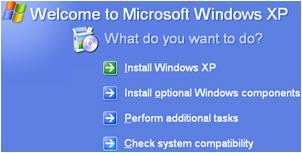 Welcome to Microsoft Windows XP
What do you want to do?
Install Windows XP
Install optional Windows components
Perform additional tasks
Check system compatibility